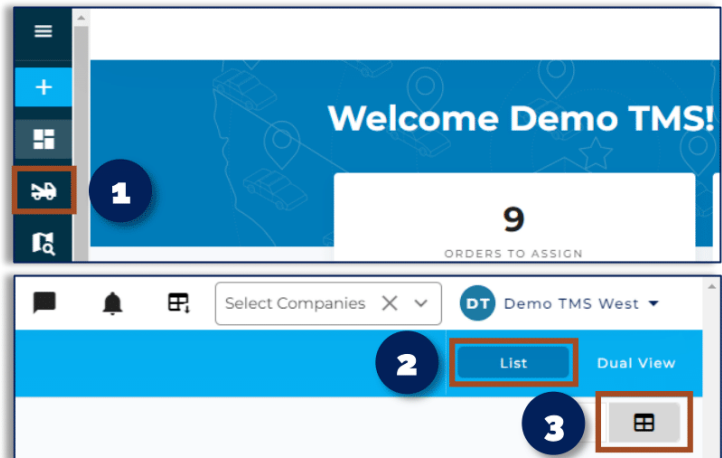 1
Welcome Demo TMS!
9
ORDERS TO ASSIGN
Select Companies
DT Demo TMS West
2
List
Dual View
3